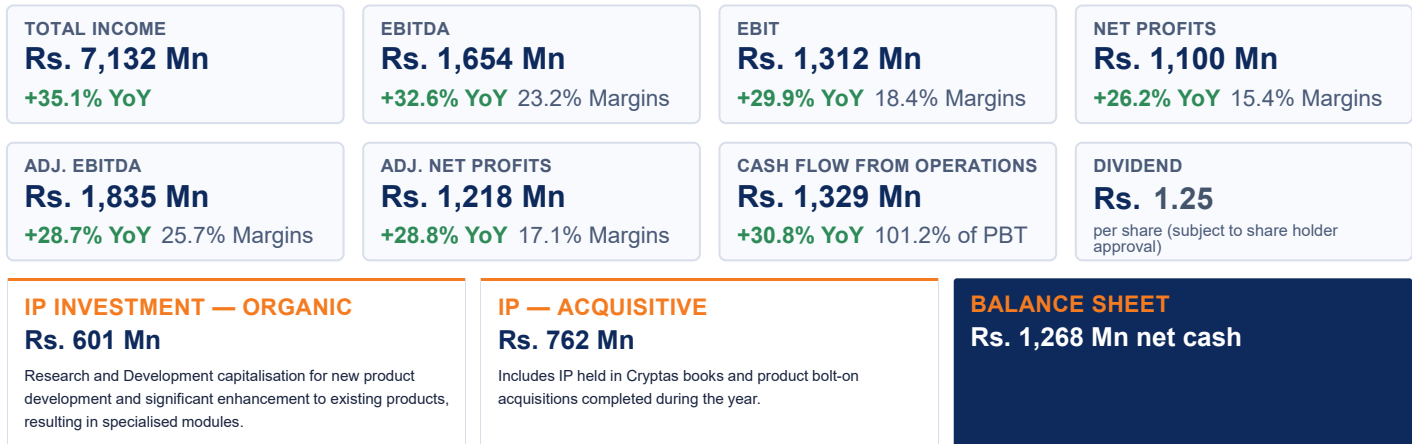 TOTAL INCOME
Rs. 7,132 Mn
+35.1% YoY
EBITDA
Rs. 1,654 Mn
+32.6% YoY 23.2% Margins
EBIT
Rs. 1,312 Mn
+29.9% YoY 18.4% Margins
NET PROFITS
Rs. 1,100 Mn
+26.2% YoY 15.4% Margins
ADJ. EBITDA
Rs. 1,835 Mn
+28.7% YoY 25.7% Margins
ADJ. NET PROFITS
Rs. 1,218 Mn
+28.8% YoY 17.1% Margins
CASH FLOW FROM OPERATIONS
Rs. 1,329 Mn
+30.8% YoY 101.2% of PBT
DIVIDEND
Rs. 1.25
per share (subject to share holder
approval)
IP INVESTMENT — ORGANIC
Rs. 601 Mn
Research and Development capitalisation for new product
development and significant enhancement to existing products,
resulting in specialised modules.
IP — ACQUISITIVE
Rs. 762 Mn
Includes IP held in Cryptas books and product bolt-on
acquisitions completed during the year.
BALANCE SHEET
Rs. 1,268 Mn net cash